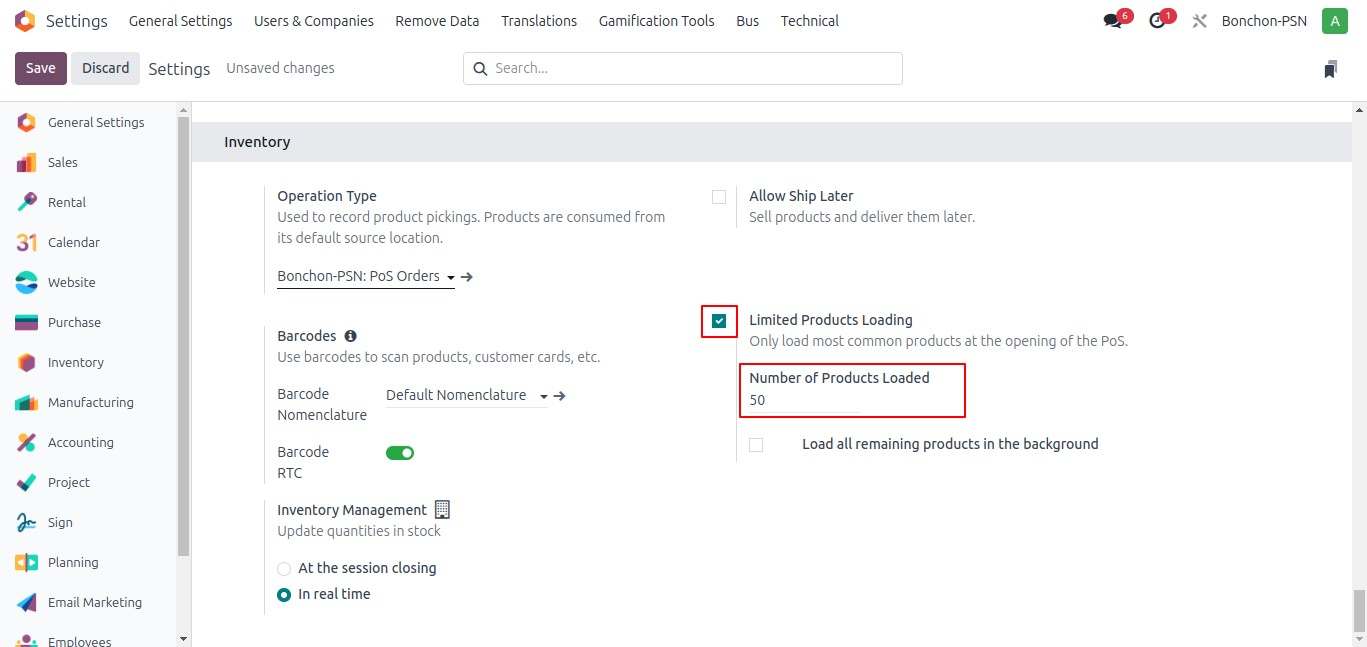 Settings General Settings Users & Companies Remove Data Translations Gamification Tools Bus Technical 6 1 Bonchon-PSN A
Save Discard Settings Unsaved changes Search...
General Settings
Sales
Rental
31 Calendar
Website
Purchase
Inventory
Manufacturing
Accounting
Project
Sign
Planning
Email Marketing
Employees
Inventory
Operation Type
Used to record product pickings. Products are consumed from
its default source location.
Bonchon-PSN: PoS Orders
Allow Ship Later
Sell products and deliver them later.
Barcodes
Use barcodes to scan products, customer cards, etc.
Barcode
Nomenclature
Default Nomenclature
Barcode
RTC
Limited Products Loading
Only load most common products at the opening of the PoS.
Number of Products Loaded
50
Load all remaining products in the background
Inventory Management
Update quantities in stock
At the session closing
In real time